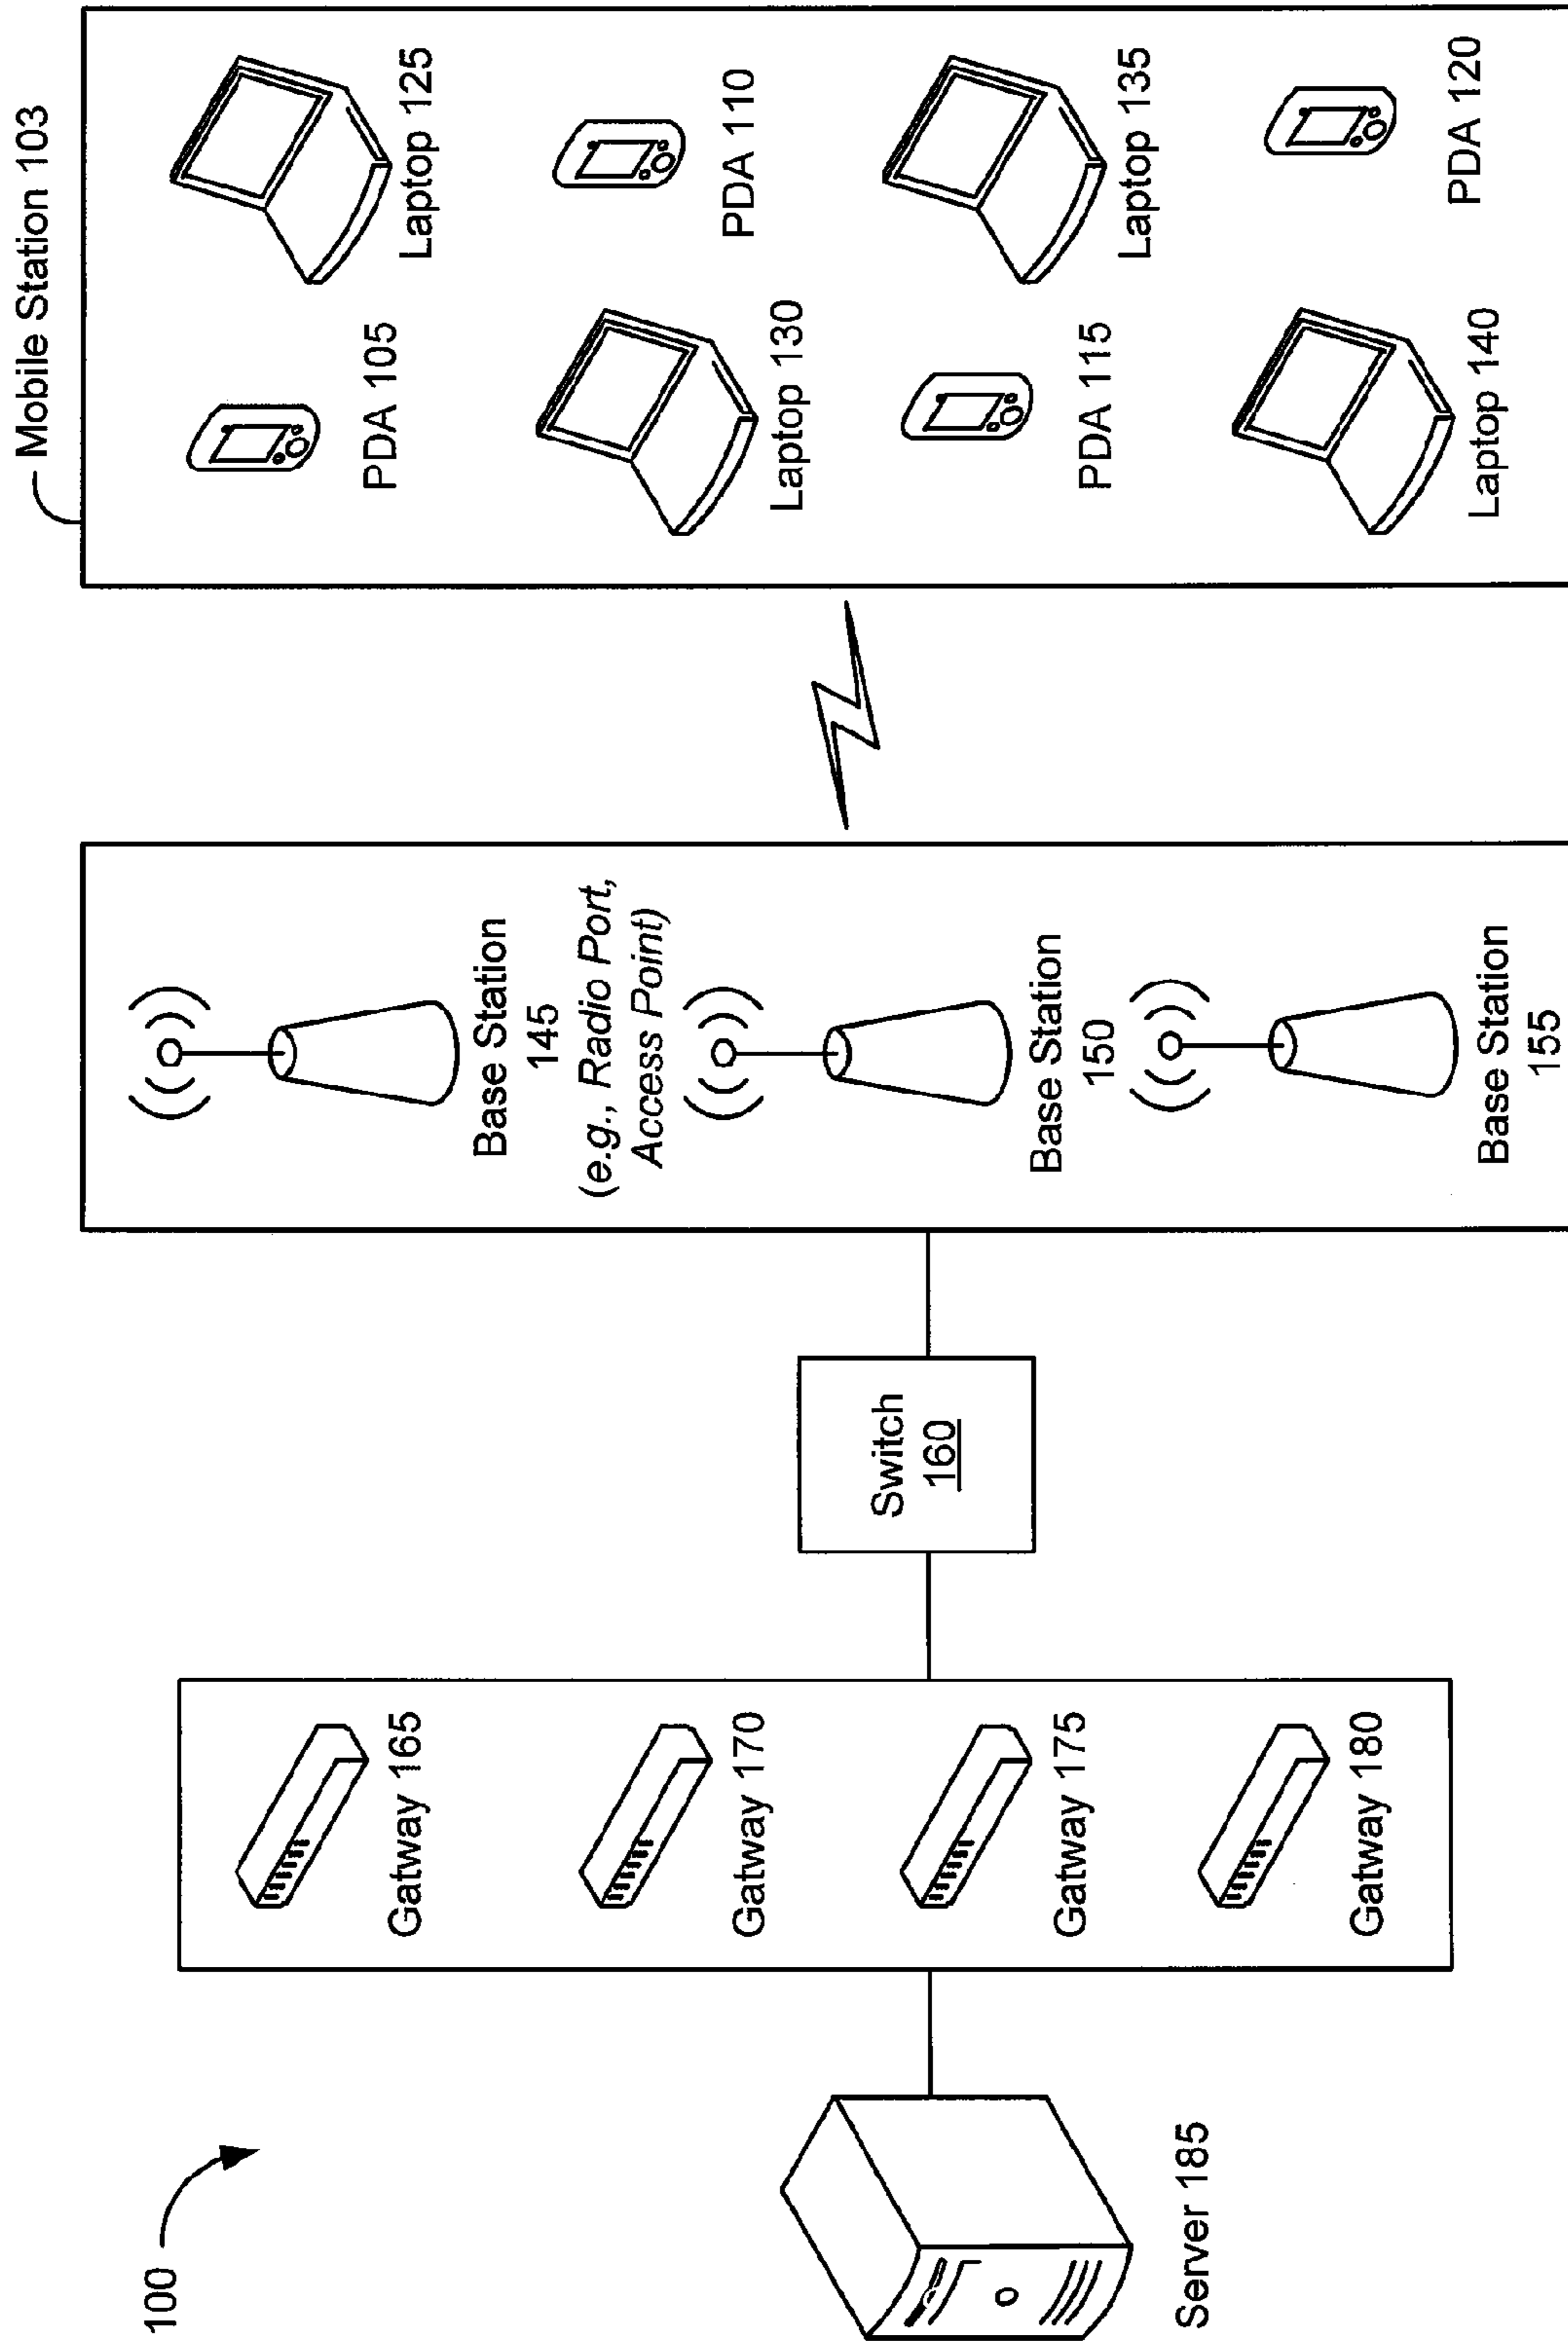 100
Server 185
Gatway 165
Gatway 170
Gatway 175
Gatway 180
Switch
160
Base Station
145
(e.g., Radio Port,
Access Point)
Base Station
150
Base Station
155
Mobile Station 103
PDA 105
Laptop 125
Laptop 130
PDA 110
PDA 115
Laptop 135
Laptop 140
PDA 120